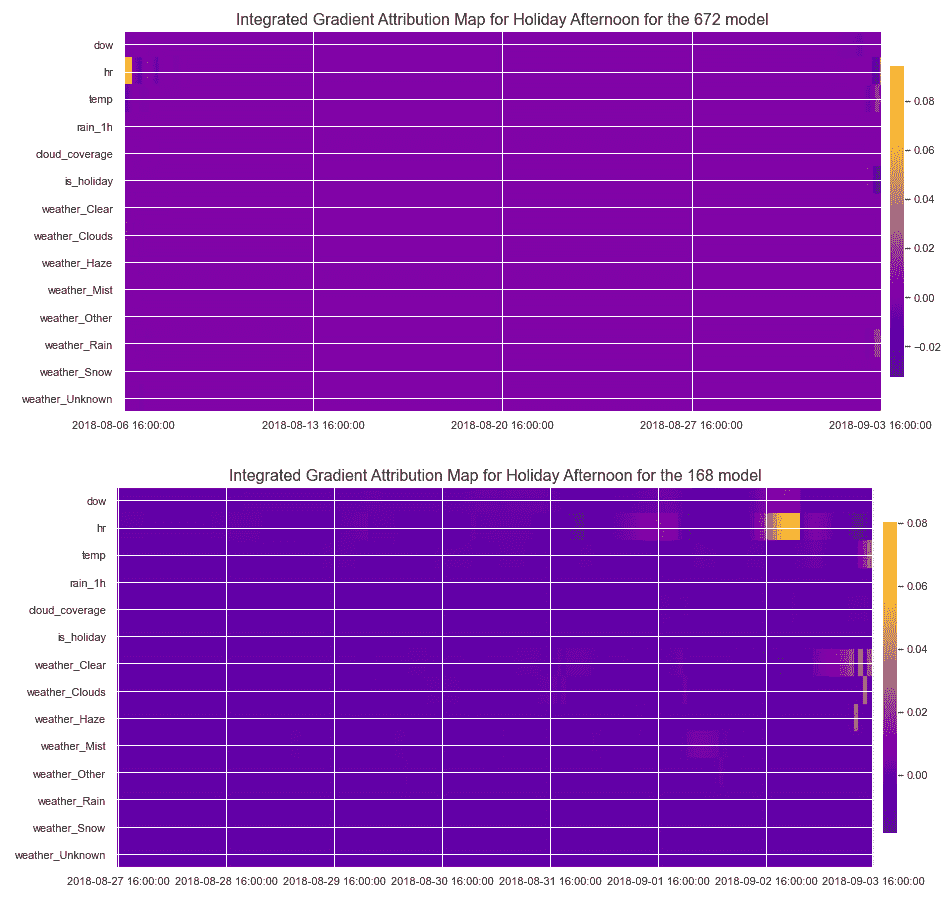 Integrated Gradient Attribution Map for Holiday Afternoon for the 672 model
dow
hr
temp
rain_1h
cloud_coverage
is_holiday
weather_Clear
weather_Clouds
weather_Haze
weather_Mist
weather_Other
weather_Rain
weather_Snow
weather_Unknown
0.08
0.06
0.04
0.02
0.00
−0.02
2018-08-06 16:00:00 2018-08-13 16:00:00 2018-08-20 16:00:00 2018-08-27 16:00:00 2018-09-03 16:00:00
Integrated Gradient Attribution Map for Holiday Afternoon for the 168 model
dow
hr
temp
rain_1h
cloud_coverage
is_holiday
weather_Clear
weather_Clouds
weather_Haze
weather_Mist
weather_Other
weather_Rain
weather_Snow
weather_Unknown
0.08
0.06
0.04
0.02
0.00
2018-08-27 16:00:00 2018-08-28 16:00:00 2018-08-29 16:00:00 2018-08-30 16:00:00 2018-08-31 16:00:00 2018-09-01 16:00:00 2018-09-02 16:00:00 2018-09-03 16:00:00